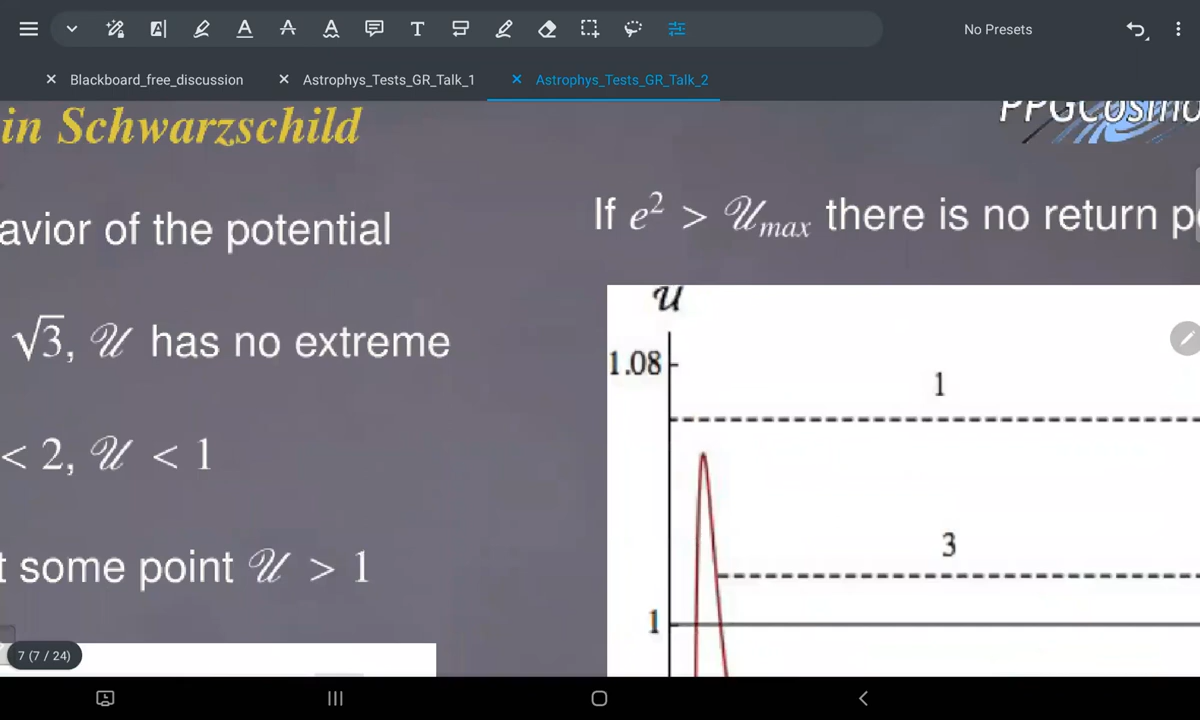 No Presets
Blackboard_free_discussion
Astrophys_Tests_GR_Talk_1
Astrophys_Tests_GR_Talk_2
in Schwarzschild
avior of the potential
√3, 𝒰 has no extreme
< 2, 𝒰 < 1
t some point 𝒰 > 1
If e² > 𝒰max there is no return p
𝒰
1.08
1
3
1
7 (7 / 24)